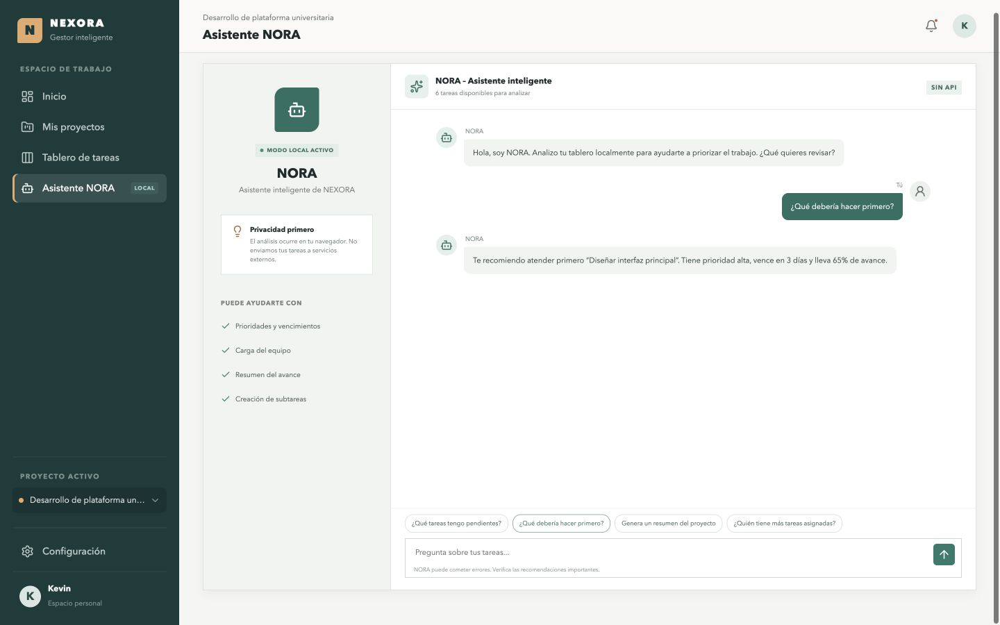 N
NEXORA
Gestor inteligente
ESPACIO DE TRABAJO
Inicio
Mis proyectos
Tablero de tareas
Asistente NORA
LOCAL
PROYECTO ACTIVO
Desarrollo de plataforma un...
Configuración
K
Kevin
Espacio personal
Desarrollo de plataforma universitaria
Asistente NORA
K
MODO LOCAL ACTIVO
NORA
Asistente inteligente de NEXORA
Privacidad primero
El análisis ocurre en tu navegador. No
enviamos tus tareas a servicios
externos.
PUEDE AYUDARTE CON
Prioridades y vencimientos
Carga del equipo
Resumen del avance
Creación de subtareas
NORA – Asistente inteligente
6 tareas disponibles para analizar
SIN API
NORA
Hola, soy NORA. Analizo tu tablero localmente para ayudarte a priorizar el trabajo. ¿Qué quieres revisar?
Tú
¿Qué debería hacer primero?
NORA
Te recomiendo atender primero “Diseñar interfaz principal”. Tiene prioridad alta, vence en 3 días y lleva 65% de avance.
¿Qué tareas tengo pendientes?
¿Qué debería hacer primero?
Genera un resumen del proyecto
¿Quién tiene más tareas asignadas?
Pregunta sobre tus tareas...
NORA puede cometer errores. Verifica las recomendaciones importantes.